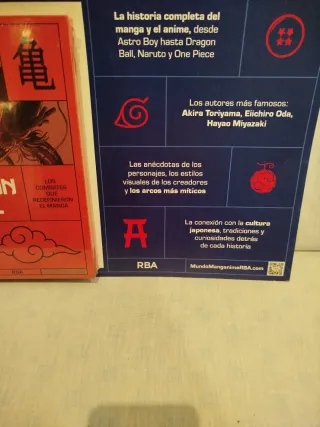 La historia completa del
manga y el anime, desde
Astro Boy hasta Dragon
Ball, Naruto y One Piece
Los autores más famosos:
Akira Toriyama, Eiichiro Oda,
Hayao Miyazaki
Las anécdotas de los
personajes, los estilos
visuales de los creadores
y los arcos más míticos
La conexión con la cultura
japonesa, tradiciones y
curiosidades detrás
de cada historia
RBA
MundoManganimeRBA.com
亀
LOS
COMBATES
QUE
REDEFINIERON
EL MANGA
RBA